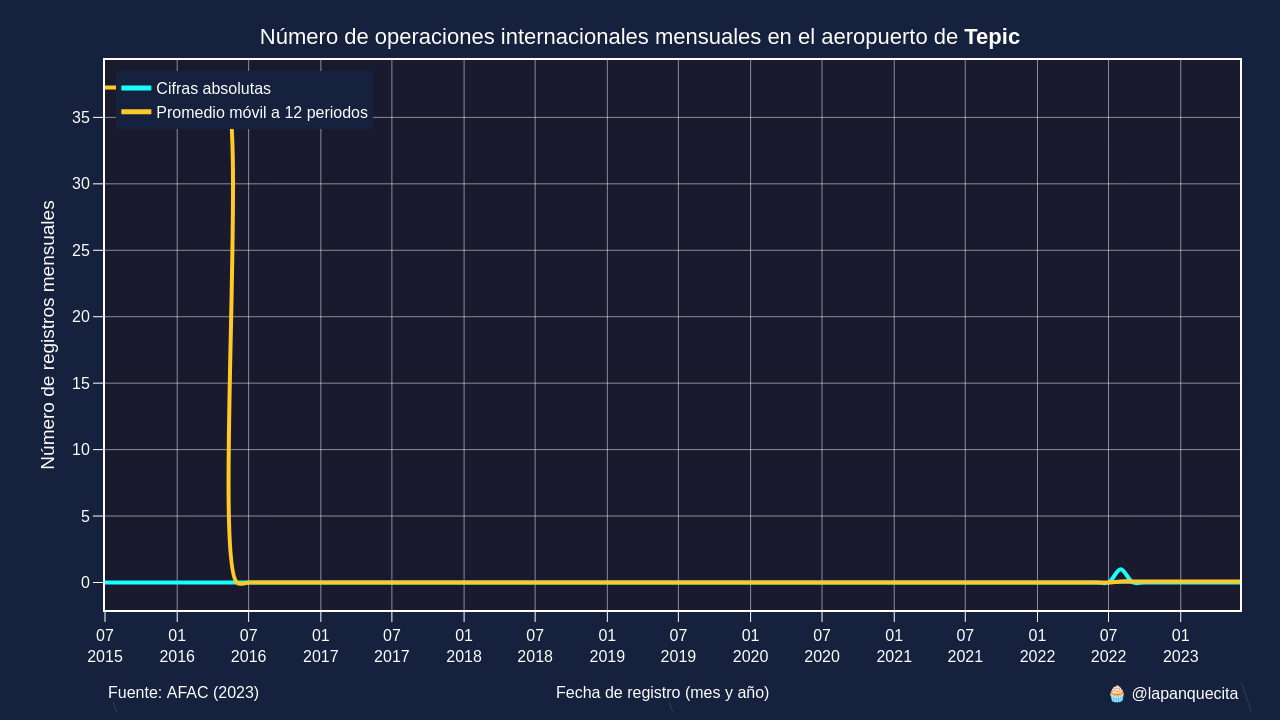 Número de operaciones internacionales mensuales en el aeropuerto de Tepic
Cifras absolutas
Promedio móvil a 12 periodos
Número de registros mensuales
35
30
25
20
15
10
5
0
07 01 07 01 07 01 07 01 07 01 07 01 07 01 07 01
2015 2016 2016 2017 2017 2018 2018 2019 2019 2020 2020 2021 2021 2022 2022 2023
Fuente: AFAC (2023) Fecha de registro (mes y año) 🧁 @lapanquecita